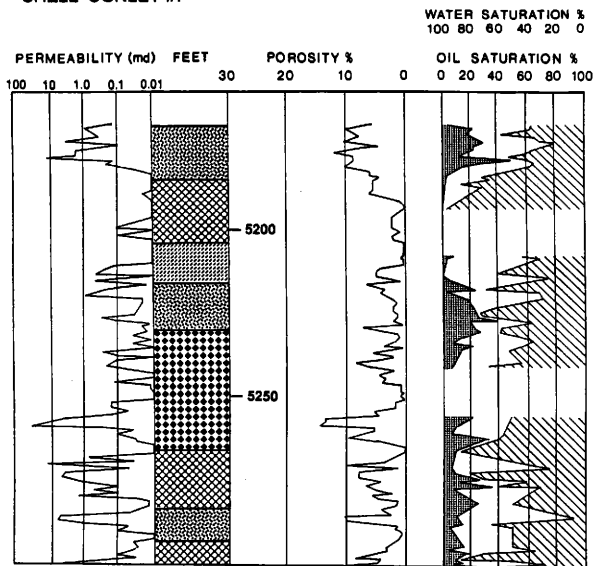 WATER SATURATION %
100 80 60 40 20 0
PERMEABILITY (md) FEET POROSITY % OIL SATURATION %
100 10 1.0 0.1 0.01 30 20 10 0 0 20 40 60 80 100
5200
5250